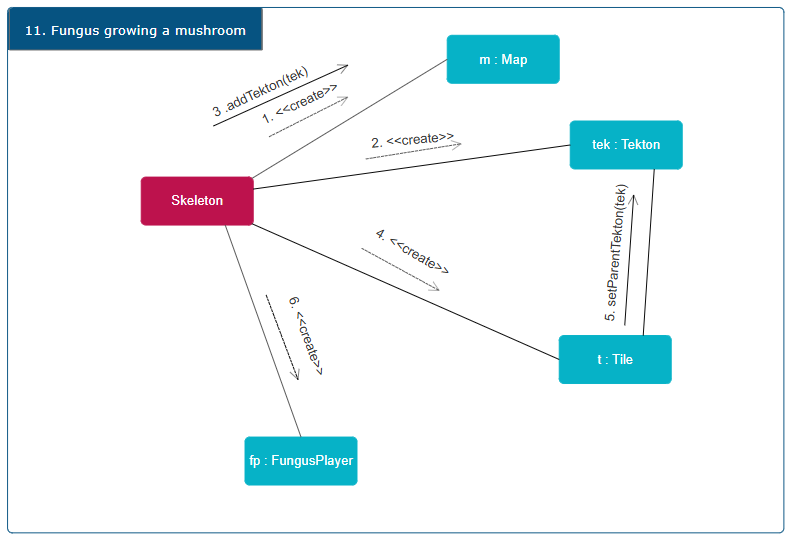 11. Fungus growing a mushroom
m : Map
3 .addTekton(tek)
1. <<create>>
2. <<create>>
tek : Tekton
Skeleton
4. <<create>>
5. setParentTekton(tek)
6. <<create>>
t : Tile
fp : FungusPlayer